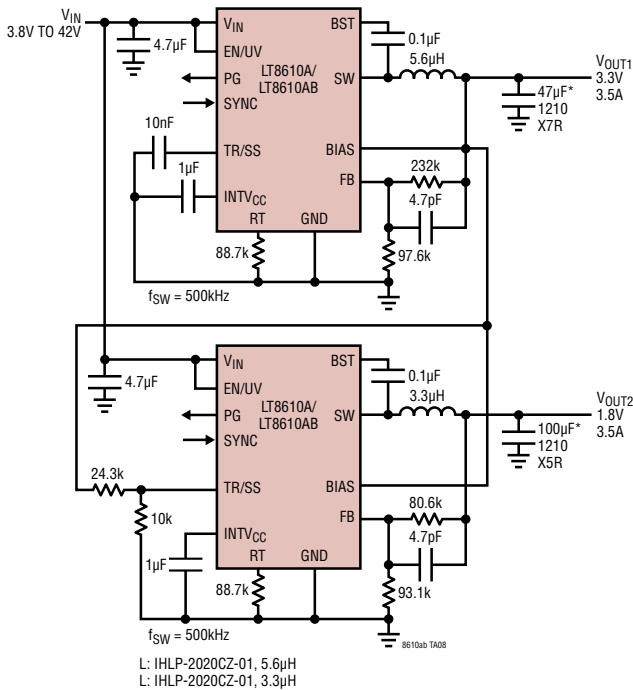 VIN
3.8V TO 42V
4.7µF
VIN
EN/UV
PG
SYNC
TR/SS
INTVCC
RT
GND
LT8610A/
LT8610AB
BST
SW
BIAS
FB
0.1µF
5.6µH
VOUT1
3.3V
3.5A
47µF*
1210
X7R
10nF
1µF
232k
4.7pF
88.7k
97.6k
fSW = 500kHz
4.7µF
VIN
EN/UV
PG
SYNC
TR/SS
INTVCC
RT
GND
LT8610A/
LT8610AB
BST
SW
BIAS
FB
0.1µF
3.3µH
VOUT2
1.8V
3.5A
100µF*
1210
X5R
24.3k
10k
1µF
80.6k
4.7pF
88.7k
93.1k
fSW = 500kHz
8610ab TA08
L: IHLP-2020CZ-01, 5.6µH
L: IHLP-2020CZ-01, 3.3µH